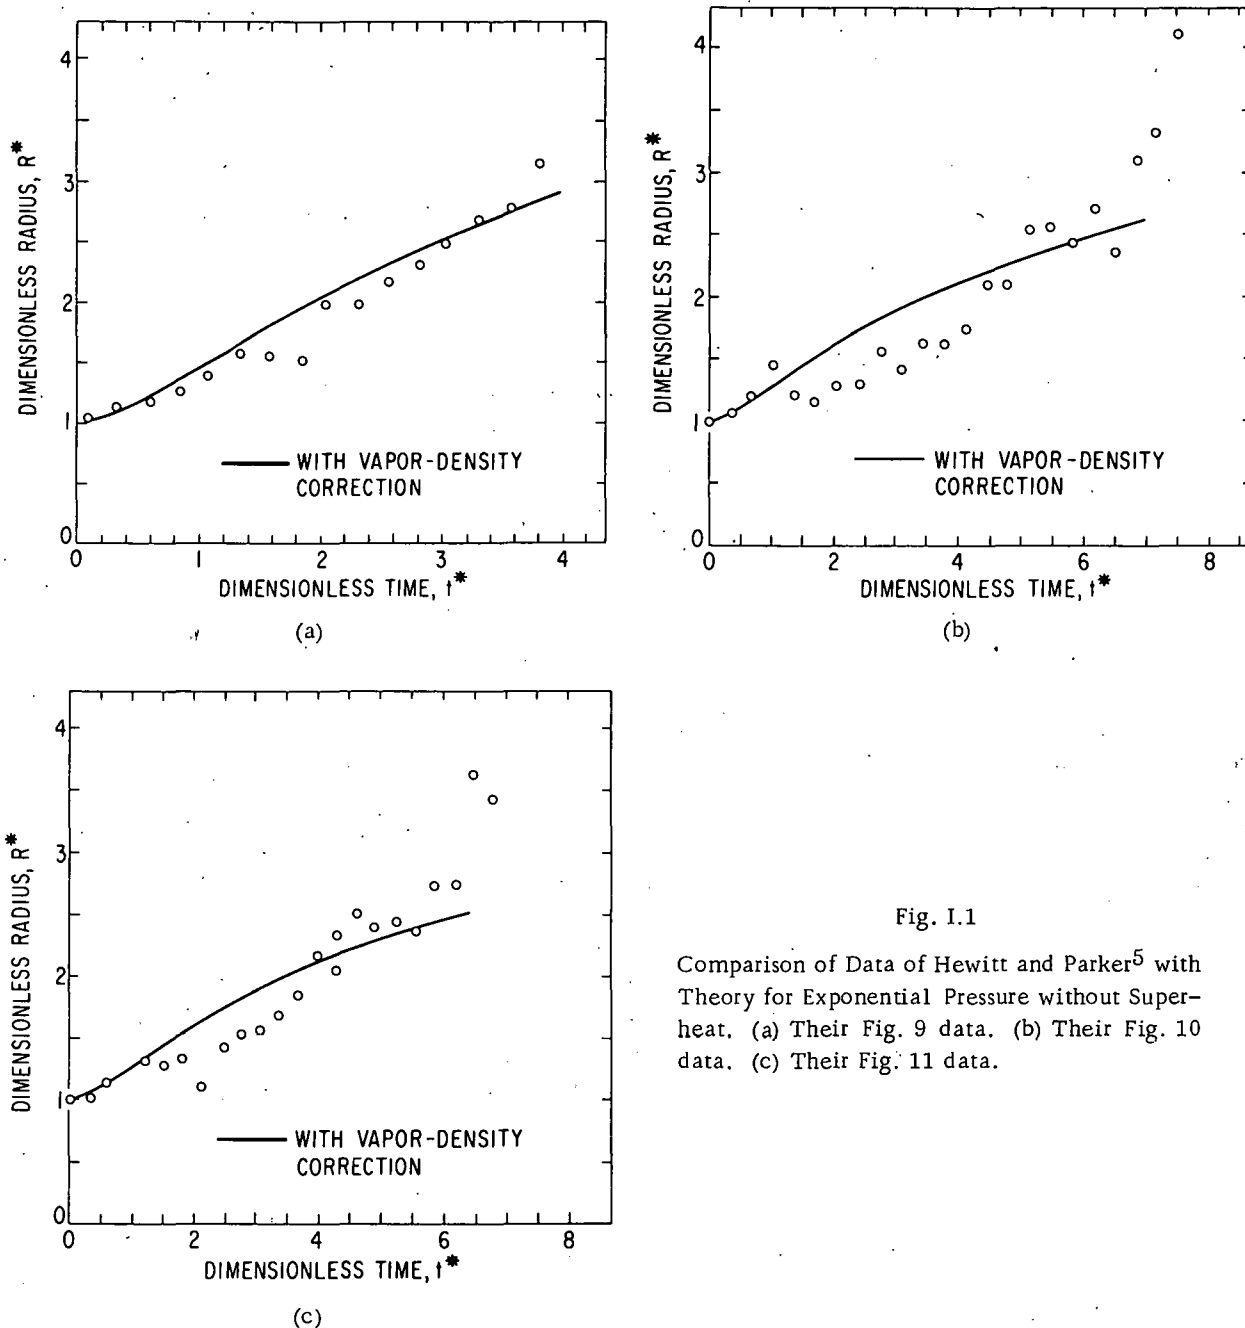 4
3
2
1
0
DIMENSIONLESS RADIUS, R*
WITH VAPOR-DENSITY
CORRECTION
0 1 2 3 4
DIMENSIONLESS TIME, t*
(a)
4
3
2
1
0
DIMENSIONLESS RADIUS, R*
WITH VAPOR-DENSITY
CORRECTION
0 2 4 6 8
DIMENSIONLESS TIME, t*
(b)
4
3
2
1
0
DIMENSIONLESS RADIUS, R*
WITH VAPOR-DENSITY
CORRECTION
0 2 4 6 8
DIMENSIONLESS TIME, t*
(c)
Fig. I.1
Comparison of Data of Hewitt and Parker5 with
Theory for Exponential Pressure without Super-
heat. (a) Their Fig. 9 data. (b) Their Fig. 10
data. (c) Their Fig. 11 data.